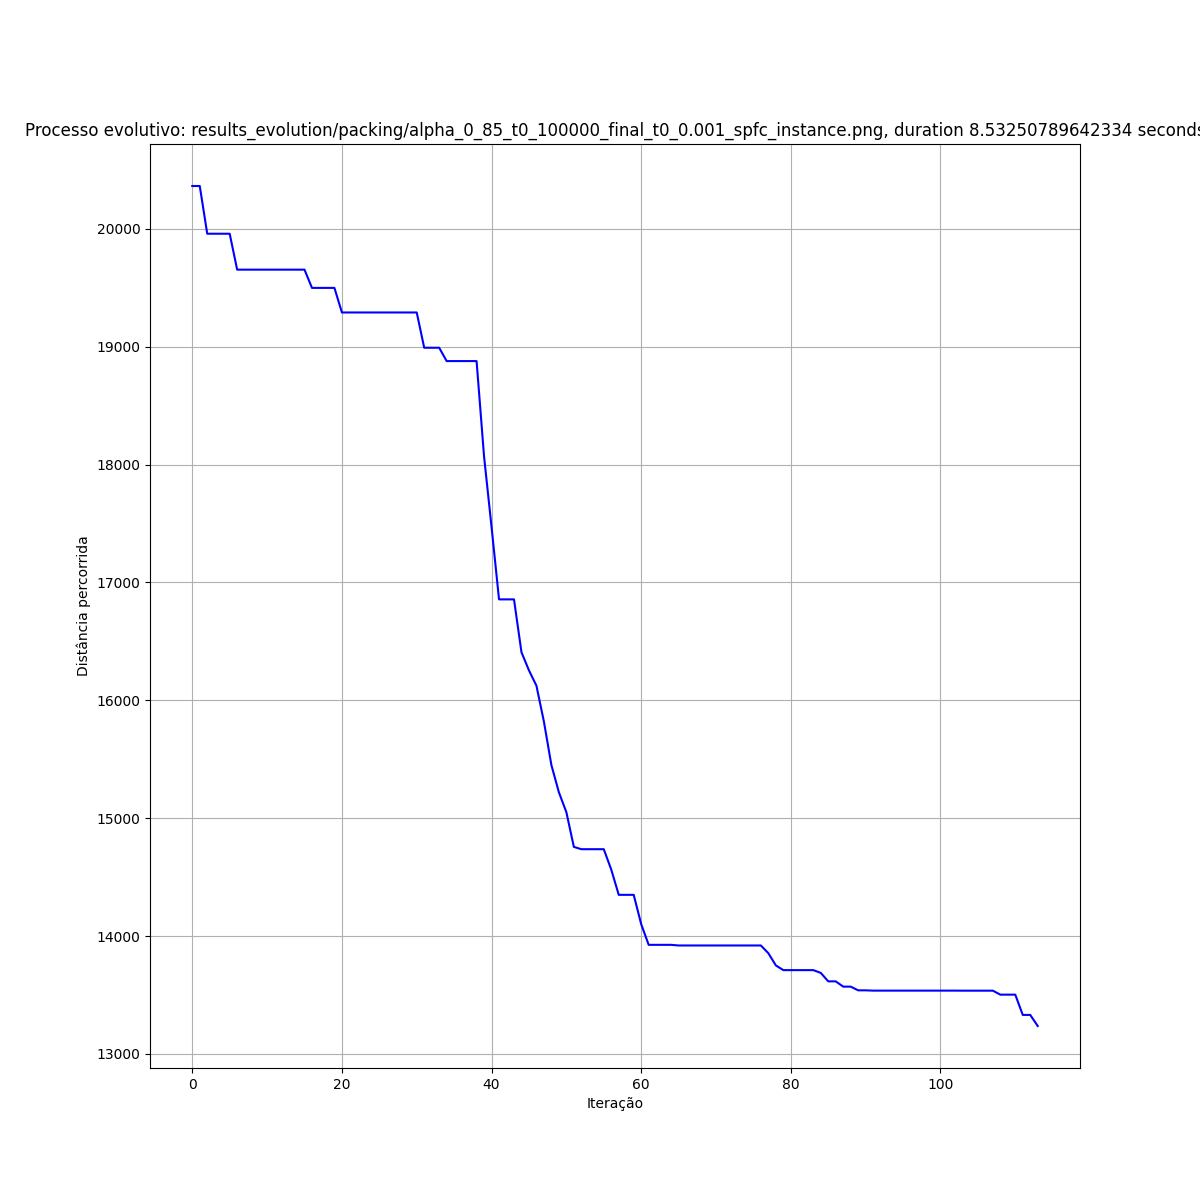 Processo evolutivo: results_evolution/packing/alpha_0_85_t0_100000_final_t0_0.001_spfc_instance.png, duration 8.53250789642334 seconds
20000
19000
18000
17000
16000
15000
14000
13000
Distância percorrida
0 20 40 60 80 100
Iteração